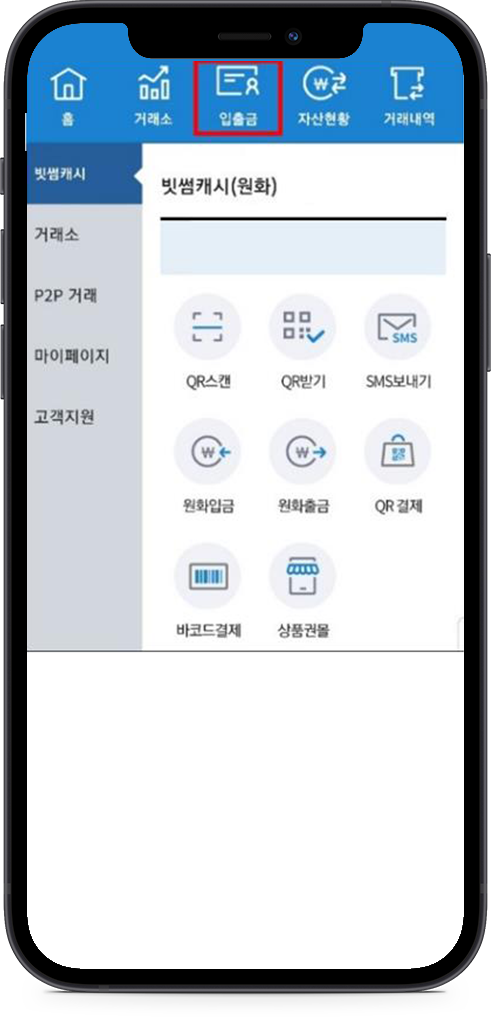 홈
거래소
입출금
자산현황
거래내역
빗썸캐시
거래소
P2P 거래
마이페이지
고객지원
빗썸캐시(원화)
QR스캔
QR받기
SMS
SMS보내기
원화입금
원화출금
QR 결제
바코드결제
상품권몰